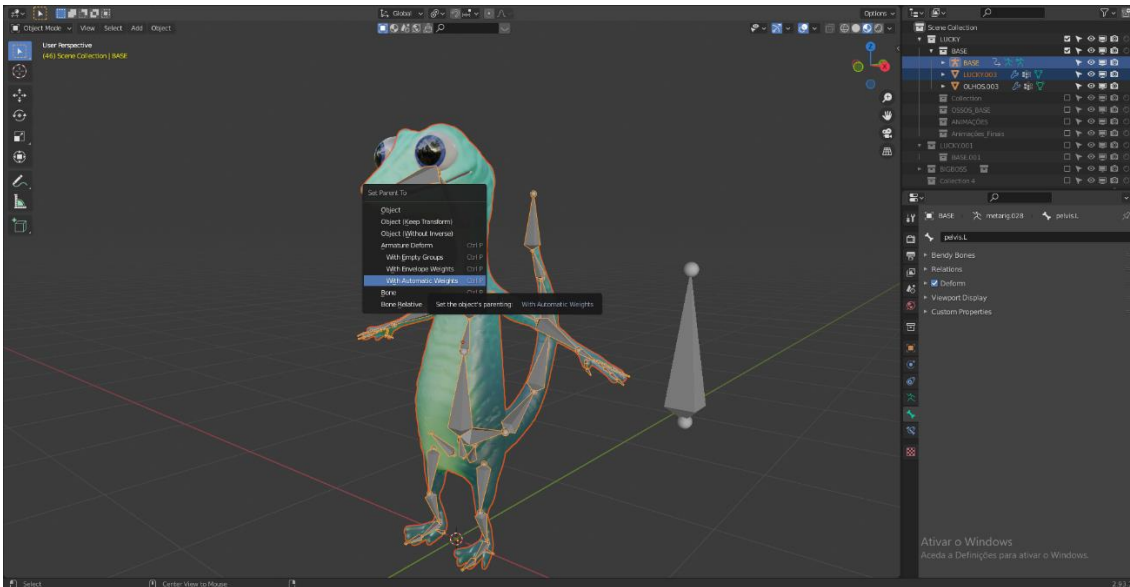 Object Mode View Select Add Object
Global
Options
User Perspective
(46) Scene Collection | BASE
Set Parent To
Object
Object (Keep Transform)
Object (Without Inverse)
Armature Deform Ctrl P
With Empty Groups Ctrl P
With Envelope Weights Ctrl P
With Automatic Weights Ctrl P
Bone Ctrl P
Bone Relative
Set the object's parenting: With Automatic Weights
Scene Collection
LUCKY
BASE
BASE
LUCKY.003
OLHOS.003
Collection
OSSOS_BASE
ANIMAÇÕES
Animações_Finais
LUCKY.001
BASE.001
BIGBOSS
Collection 4
BASE metarig.028 pelvis.L
pelvis.L
Bendy Bones
Relations
Deform
Viewport Display
Custom Properties
Ativar o Windows
Aceda a Definições para ativar o Windows.
Select Center View to Mouse
2.93